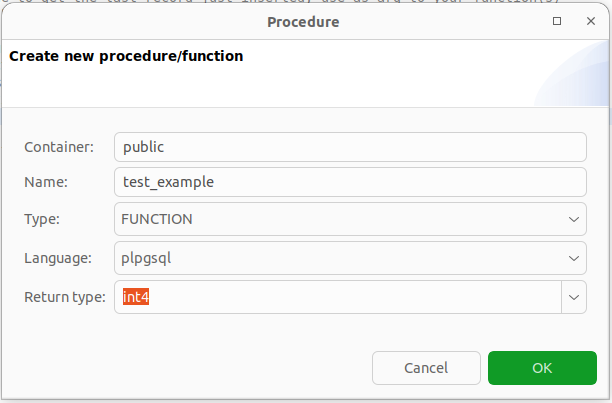 Procedure
Create new procedure/function
Container: public
Name: test_example
Type: FUNCTION
Language: plpgsql
Return type: int4
Cancel OK